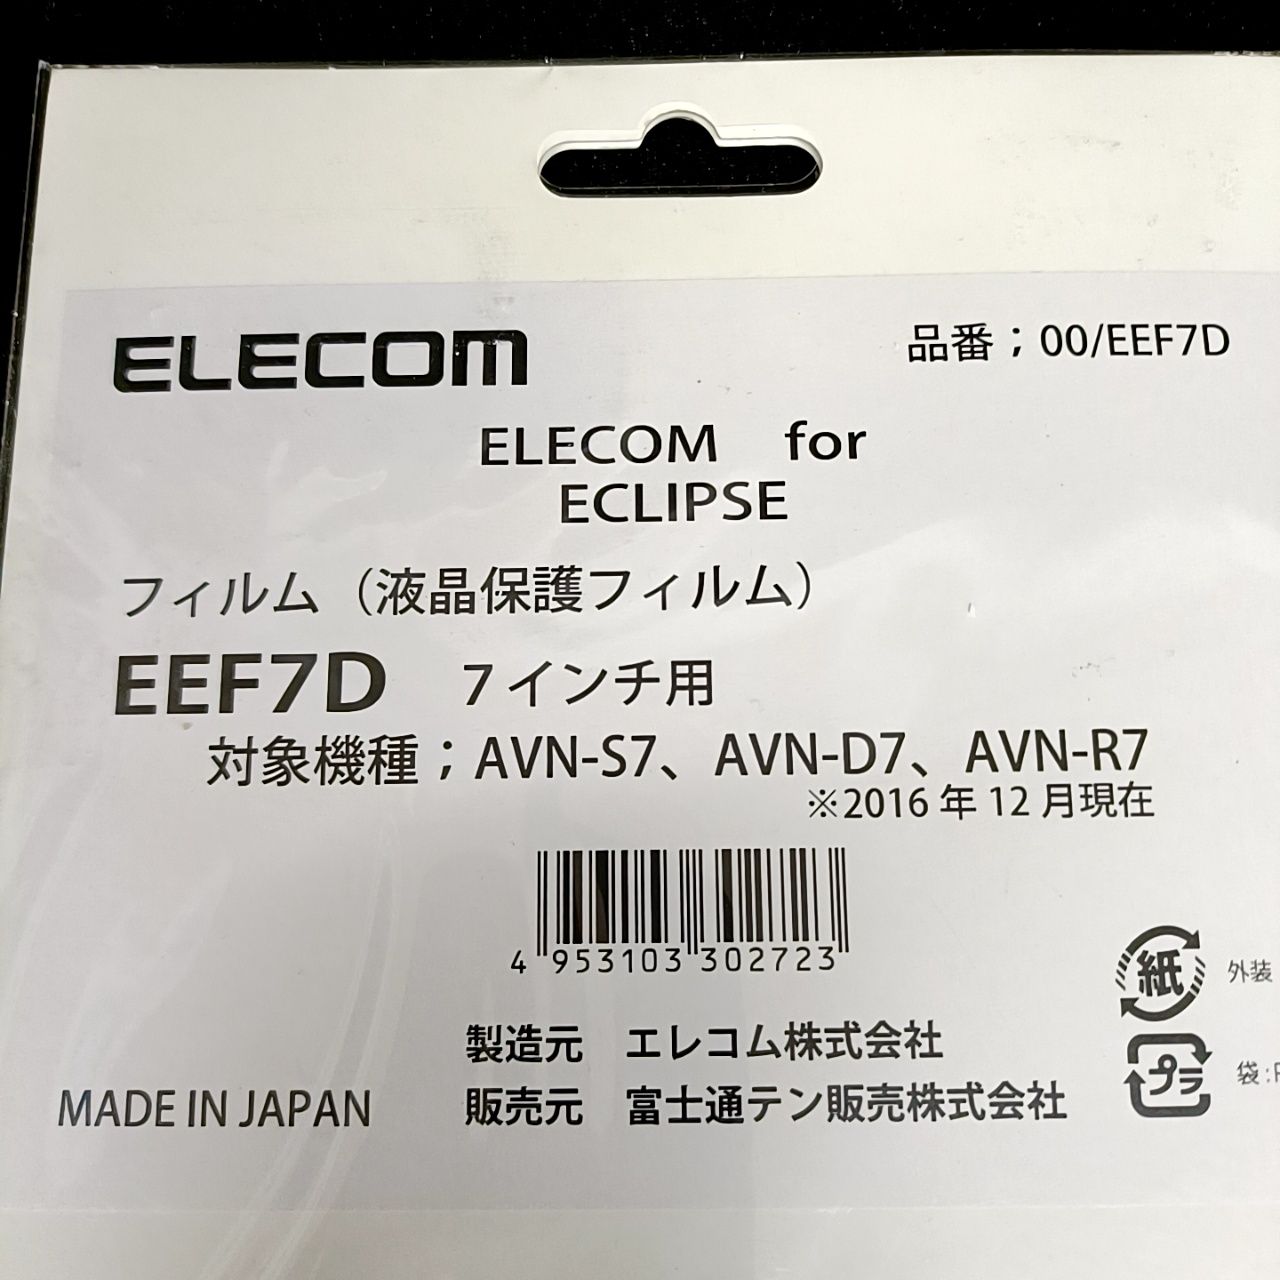 ELECOM
品番；00/EEF7D
ELECOM for
ECLIPSE
フィルム（液晶保護フィルム）
EEF7D 7インチ用
対象機種；AVN-S7、AVN-D7、AVN-R7
※2016年12月現在
4 953103 302723
紙 外装
製造元 エレコム株式会社
プラ 袋:P
MADE IN JAPAN 販売元 富士通テン販売株式会社